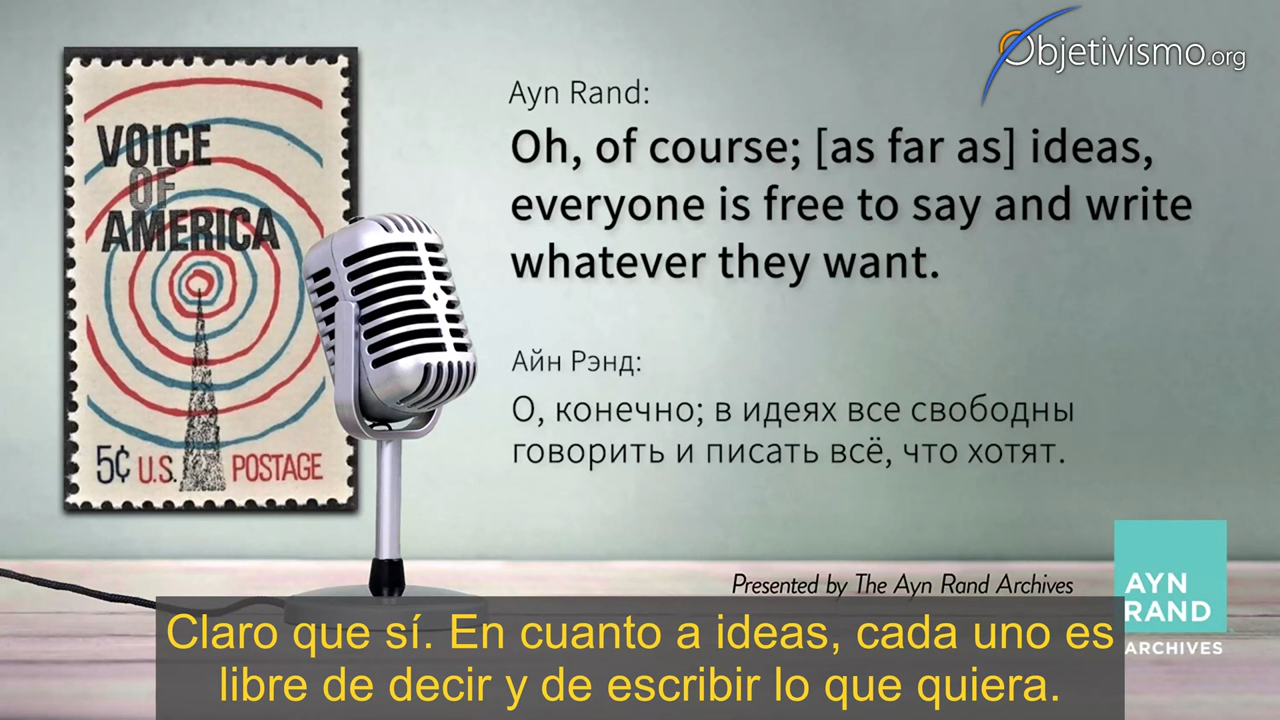 Objetivismo.org
VOICE
OF
AMERICA
5¢ U.S. POSTAGE
Ayn Rand:
Oh, of course; [as far as] ideas,
everyone is free to say and write
whatever they want.
Айн Рэнд:
О, конечно; в идеях все свободны
говорить и писать всё, что хотят.
Presented by The Ayn Rand Archives
AYN
RAND
ARCHIVES
Claro que sí. En cuanto a ideas, cada uno es
libre de decir y de escribir lo que quiera.